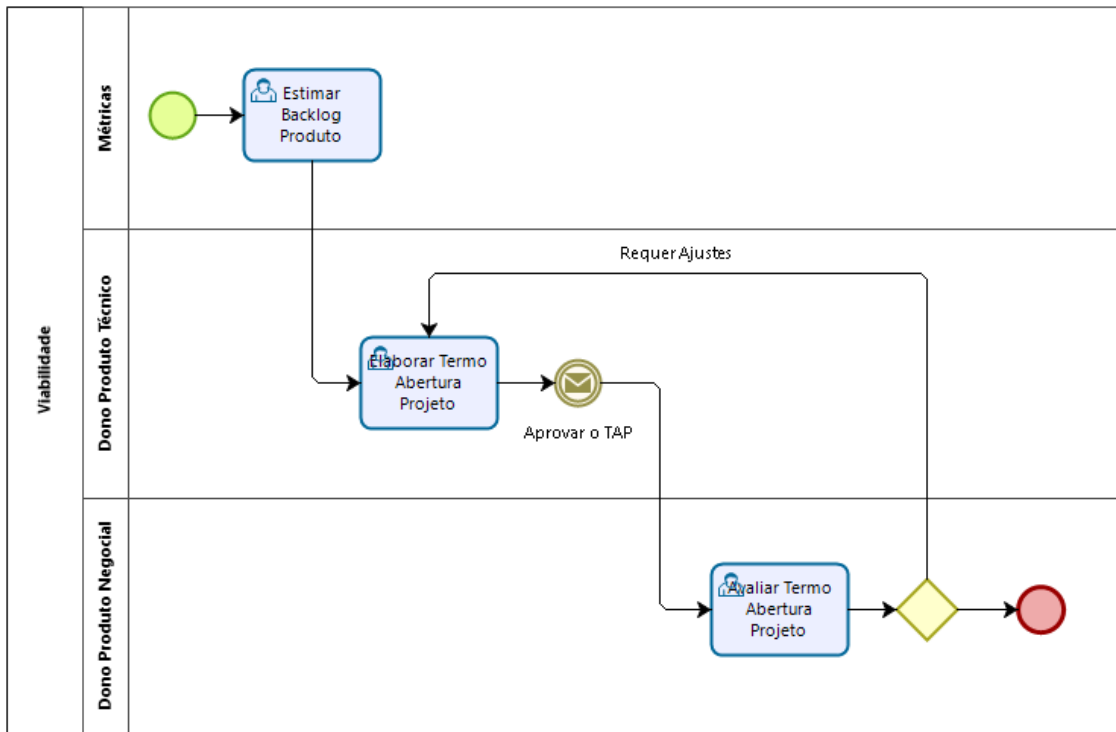 Viabilidade
Métricas
Estimar
Backlog
Produto
Dono Produto Técnico
Requer Ajustes
Elaborar Termo
Abertura
Projeto
Aprovar o TAP
Dono Produto Negocial
Avaliar Termo
Abertura
Projeto